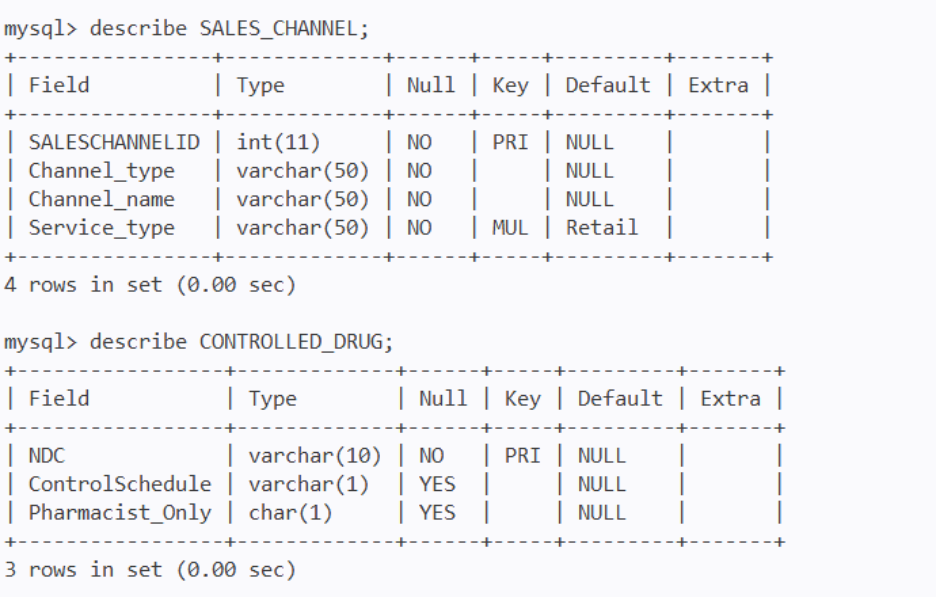 mysql> describe SALES_CHANNEL;
+----------------+-------------+------+-----+---------+-------+
| Field          | Type        | Null | Key | Default | Extra |
+----------------+-------------+------+-----+---------+-------+
| SALESCHANNELID | int(11)     | NO   | PRI | NULL    |       |
| Channel_type   | varchar(50) | NO   |     | NULL    |       |
| Channel_name   | varchar(50) | NO   |     | NULL    |       |
| Service_type   | varchar(50) | NO   | MUL | Retail  |       |
+----------------+-------------+------+-----+---------+-------+
4 rows in set (0.00 sec)

mysql> describe CONTROLLED_DRUG;
+-----------------+-------------+------+-----+---------+-------+
| Field           | Type        | Null | Key | Default | Extra |
+-----------------+-------------+------+-----+---------+-------+
| NDC             | varchar(10) | NO   | PRI | NULL    |       |
| ControlSchedule | varchar(1)  | YES  |     | NULL    |       |
| Pharmacist_Only | char(1)     | YES  |     | NULL    |       |
+-----------------+-------------+------+-----+---------+-------+
3 rows in set (0.00 sec)